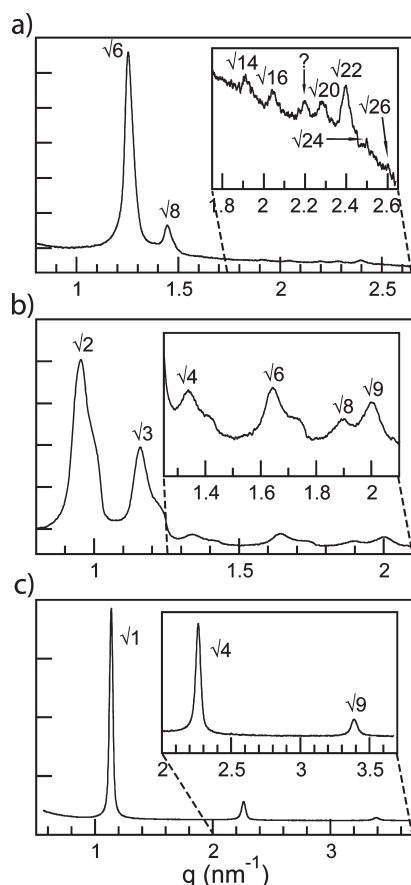 a)
√6
√8
√14
√16
?
√20
√22
√24
√26
1.8 2 2.2 2.4 2.6
1 1.5 2 2.5
b)
√2
√3
√4
√6
√8
√9
1.4 1.6 1.8 2
1 1.5 2
c)
√1
√4
√9
2 2.5 3 3.5
1 2 3
q (nm⁻¹)